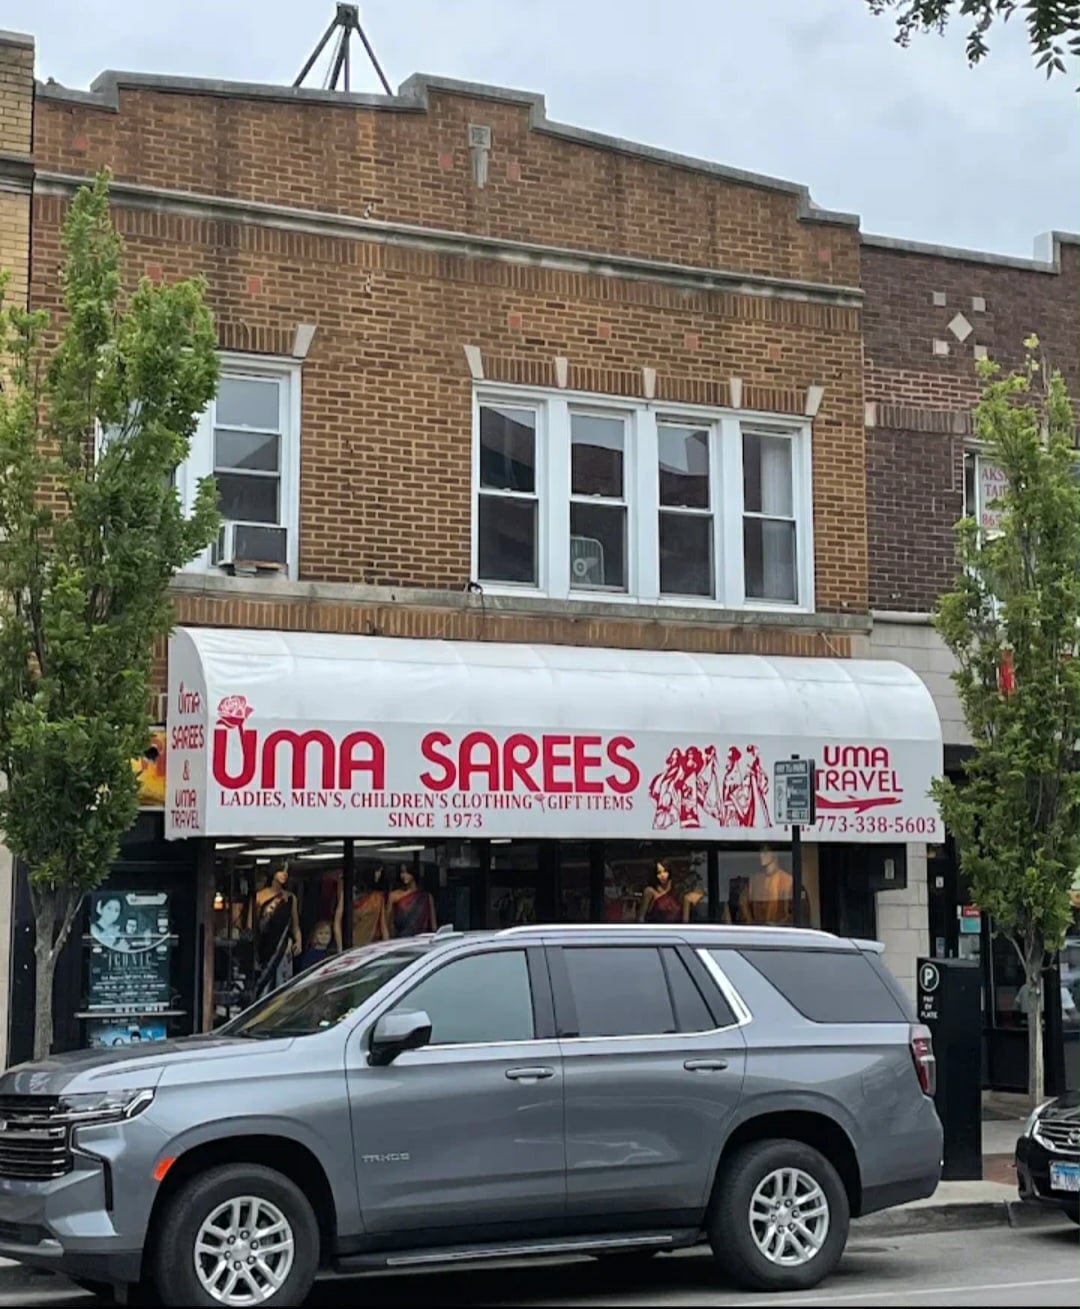 UMA SAREES
LADIES, MEN'S, CHILDREN'S CLOTHING GIFT ITEMS
SINCE 1973
UMA
TRAVEL
773-338-5603
UMA
SAREES
&
UMA
TRAVEL
ICONIC
TAHOE
P
PAY
BY
PLATE